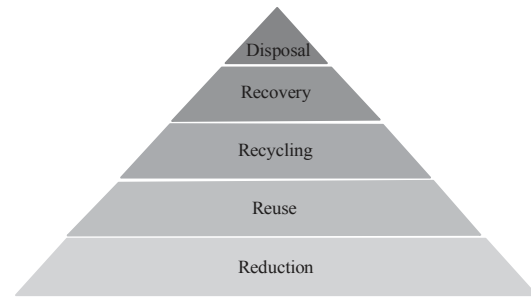 Disposal
Recovery
Recycling
Reuse
Reduction